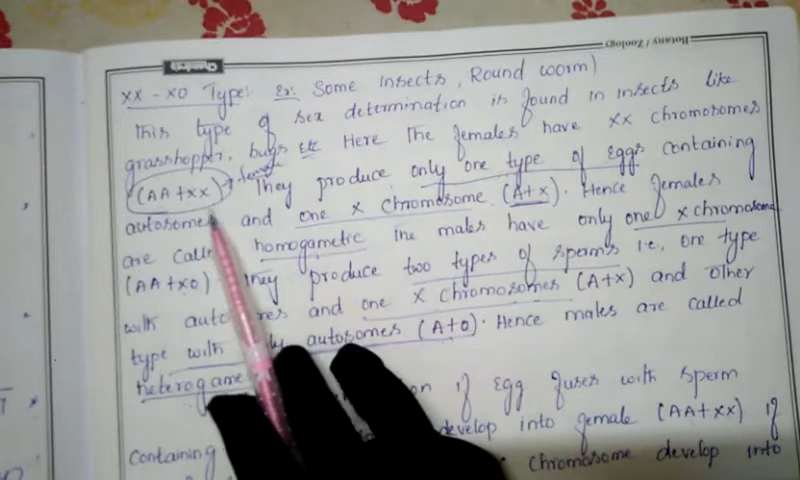 Botany / Zoology
XX - XO Type: Ex: Some insects, Round worm)
This type of sex determination is found in insects like
grasshopper, bugs etc Here the females have XX chromosomes
(AA+XX) → female They produce only one type of eggs containing
autosomes and one X chromosome (A+X). Hence females
are called homogametic The males have only one X chromosome
(AA+XO) They produce two types of sperms i.e., one type
with auto and one X chromosomes (A+X) and other
type with autosomes (A+O). Hence males are called
heterogame if Egg fuses with sperm
Containing develop into female (AA+XX) if
chromosome develop into